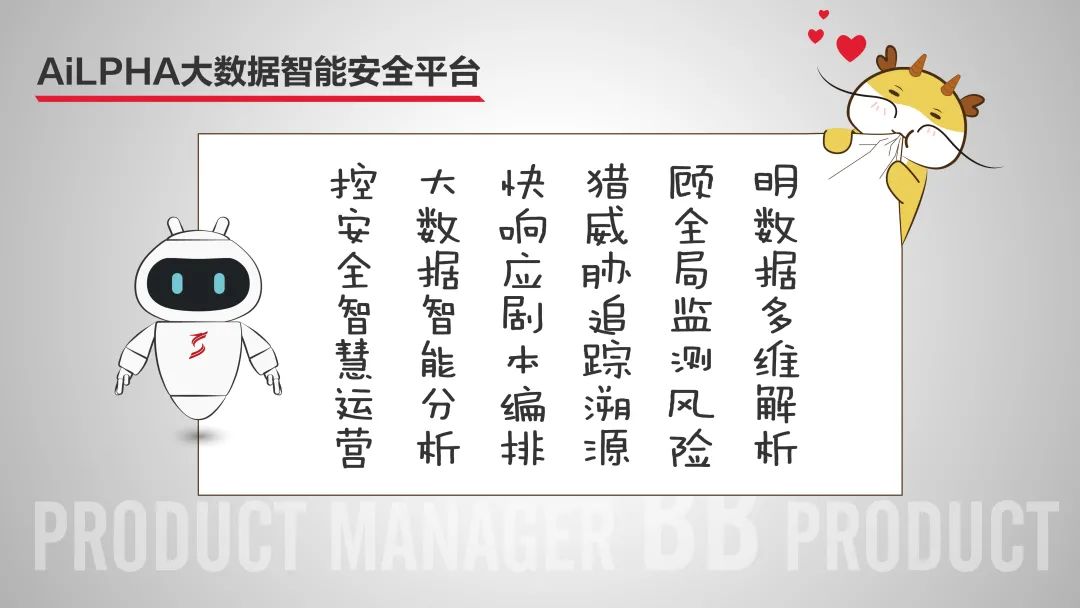 AiLPHA大数据智能安全平台
明数据多维解析
顾全局监测风险
猎威胁追踪溯源
快响应剧本编排
大数据智能分析
控安全智慧运营
PRODUCT MANAGER BB PRODUCT